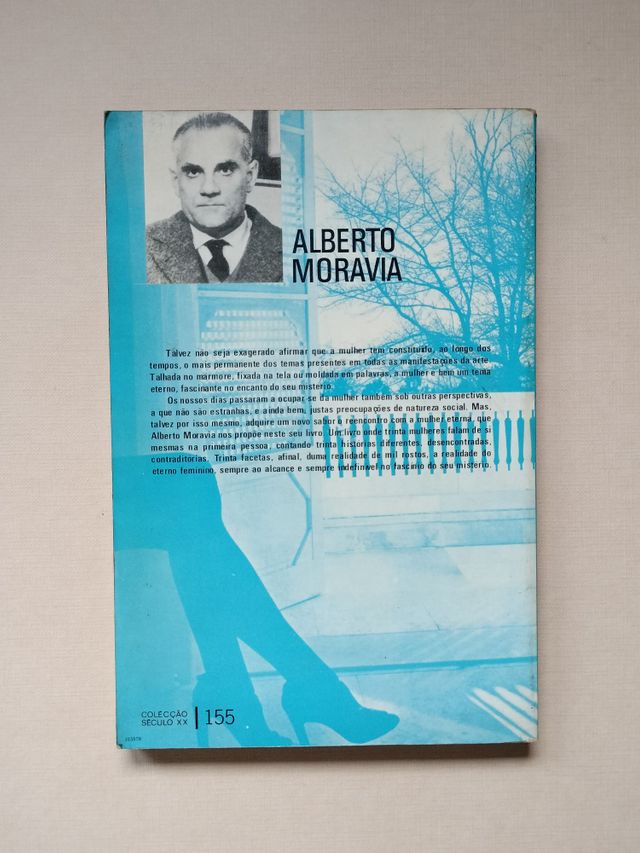 ALBERTO
MORAVIA
Talvez não seja exagerado afirmar que a mulher tem constituído, ao longo dos
tempos, o mais permanente dos temas presentes em todas as manifestações da arte.
Talhada no mármore, fixada na tela ou moldada em palavras, a mulher é bem um tema
eterno, fascinante no encanto do seu mistério.
Os nossos dias passaram a ocupar-se da mulher também sob outras perspectivas,
a que não são estranhas, e ainda bem, justas preocupações de natureza social. Mas,
talvez por isso mesmo, adquire um novo sabor o reencontro com a mulher eterna, que
Alberto Moravia nos propõe neste seu livro. Um livro onde trinta mulheres falam de si
mesmas na primeira pessoa, contando trinta histórias diferentes, desencontradas,
contraditórias. Trinta facetas, afinal, duma realidade de mil rostos, a realidade do
eterno feminino, sempre ao alcance e sempre indefinível no fascínio do seu mistério.
COLECÇÃO
SÉCULO XX
155